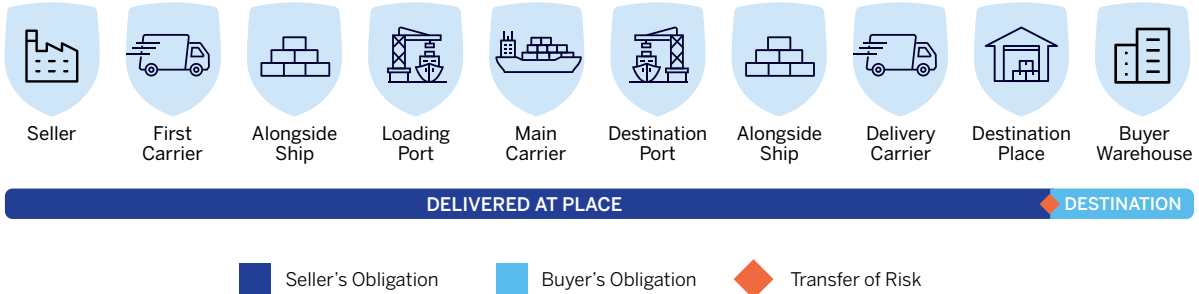 Seller
First
Carrier
Alongside
Ship
Loading
Port
Main
Carrier
Destination
Port
Alongside
Ship
Delivery
Carrier
Destination
Place
Buyer
Warehouse
DELIVERED AT PLACE
DESTINATION
Seller’s Obligation
Buyer’s Obligation
Transfer of Risk